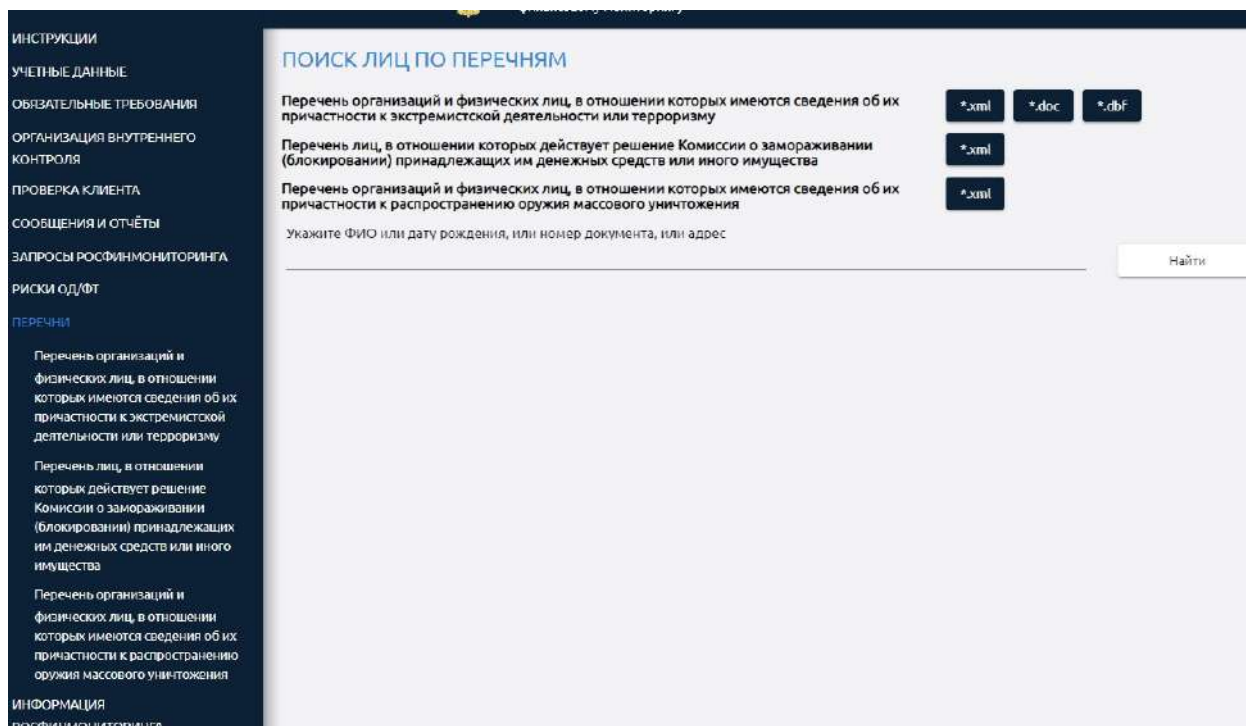 ИНСТРУКЦИИ
УЧЕТНЫЕ ДАННЫЕ
ОБЯЗАТЕЛЬНЫЕ ТРЕБОВАНИЯ
ОРГАНИЗАЦИЯ ВНУТРЕННЕГО
КОНТРОЛЯ
ПРОВЕРКА КЛИЕНТА
СООБЩЕНИЯ И ОТЧЁТЫ
ЗАПРОСЫ РОСФИНМОНИТОРИНГА
РИСКИ ОД/ФТ
ПЕРЕЧНИ
Перечень организаций и
физических лиц, в отношении
которых имеются сведения об их
причастности к экстремистской
деятельности или терроризму
Перечень лиц, в отношении
которых действует решение
Комиссии о замораживании
(блокировании) принадлежащих
им денежных средств или иного
имущества
Перечень организаций и
физических лиц, в отношении
которых имеются сведения об их
причастности к распространению
оружия массового уничтожения
ИНФОРМАЦИЯ
РОСФИНМОНИТОРИНГА
ПОИСК ЛИЦ ПО ПЕРЕЧНЯМ
Перечень организаций и физических лиц, в отношении которых имеются сведения об их
причастности к экстремистской деятельности или терроризму
*.xml *.doc *.dbf
Перечень лиц, в отношении которых действует решение Комиссии о замораживании
(блокировании) принадлежащих им денежных средств или иного имущества
*.xml
Перечень организаций и физических лиц, в отношении которых имеются сведения об их
причастности к распространению оружия массового уничтожения
*.xml
Укажите ФИО или дату рождения, или номер документа, или адрес
Найти